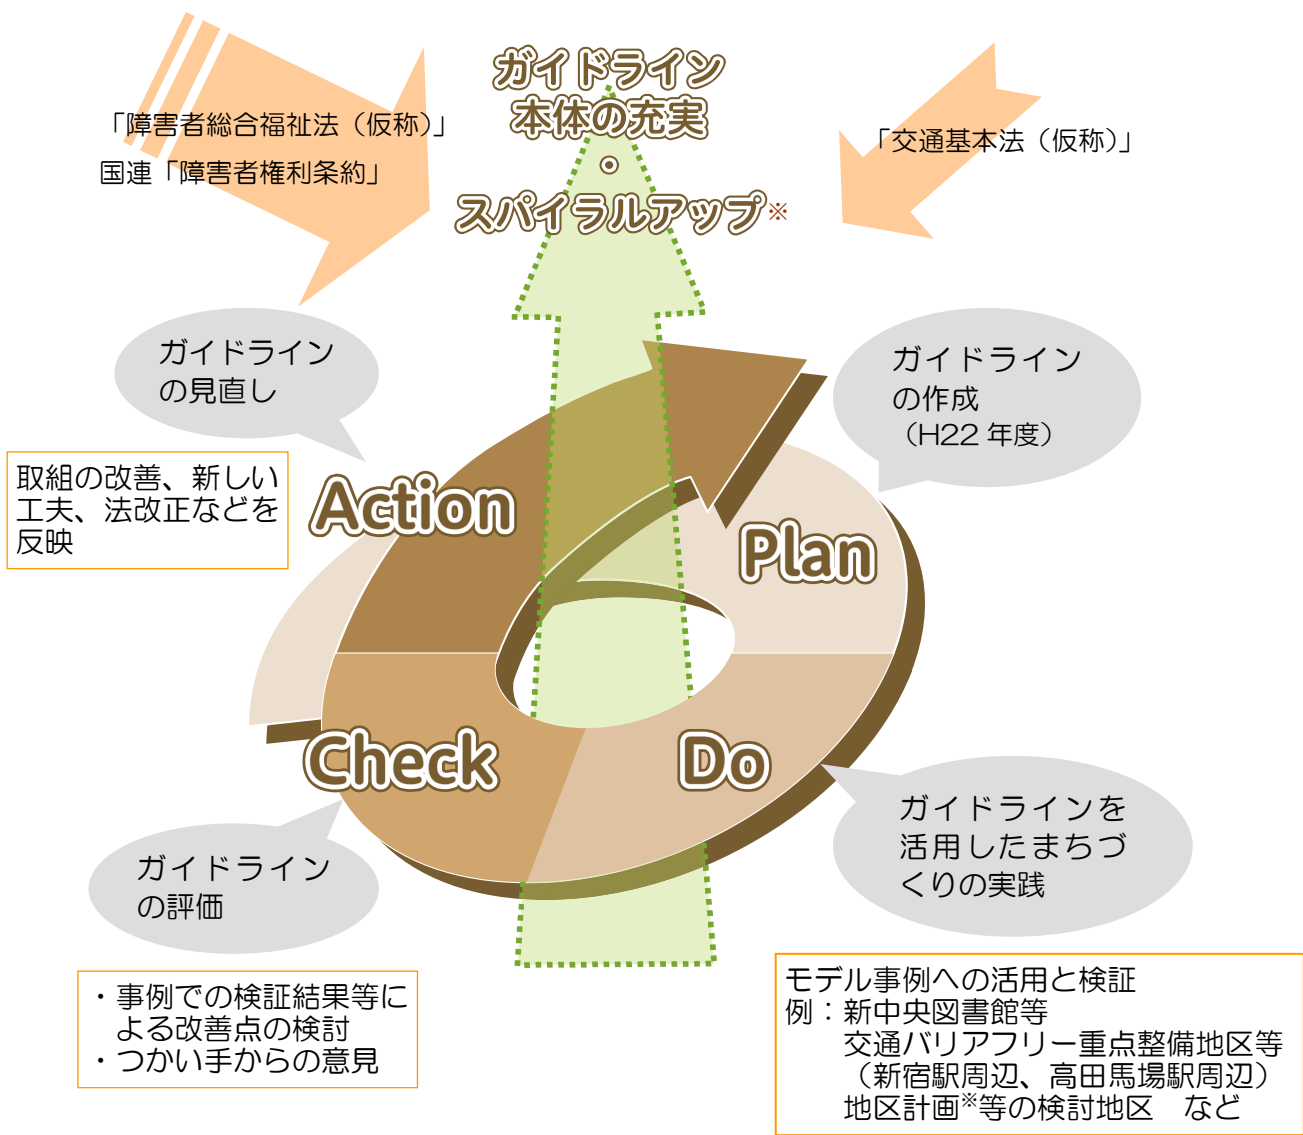 ガイドライン
本体の充実
・
スパイラルアップ※
「障害者総合福祉法（仮称）」
国連「障害者権利条約」
「交通基本法（仮称）」
ガイドライン
の見直し
取組の改善、新しい
工夫、法改正などを
反映
Action
ガイドライン
の作成
（H22 年度）
Plan
Check
Do
ガイドライン
の評価
・事例での検証結果等に
よる改善点の検討
・つかい手からの意見
ガイドラインを
活用したまちづ
くりの実践
モデル事例への活用と検証
例：新中央図書館等
交通バリアフリー重点整備地区等
（新宿駅周辺、高田馬場駅周辺）
地区計画※等の検討地区　など